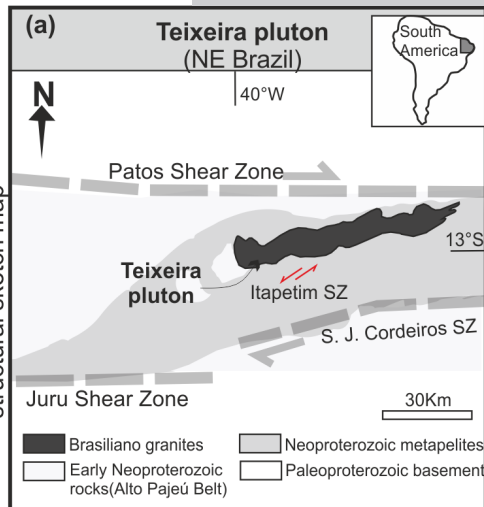 (a)
Teixeira pluton
(NE Brazil)
South
America
40°W
N
Patos Shear Zone
13°S
Teixeira
pluton
Itapetim SZ
S. J. Cordeiros SZ
Juru Shear Zone
30Km
Brasiliano granites
Neoproterozoic metapelites
Early Neoproterozoic
rocks(Alto Pajeú Belt)
Paleoproterozoic basement